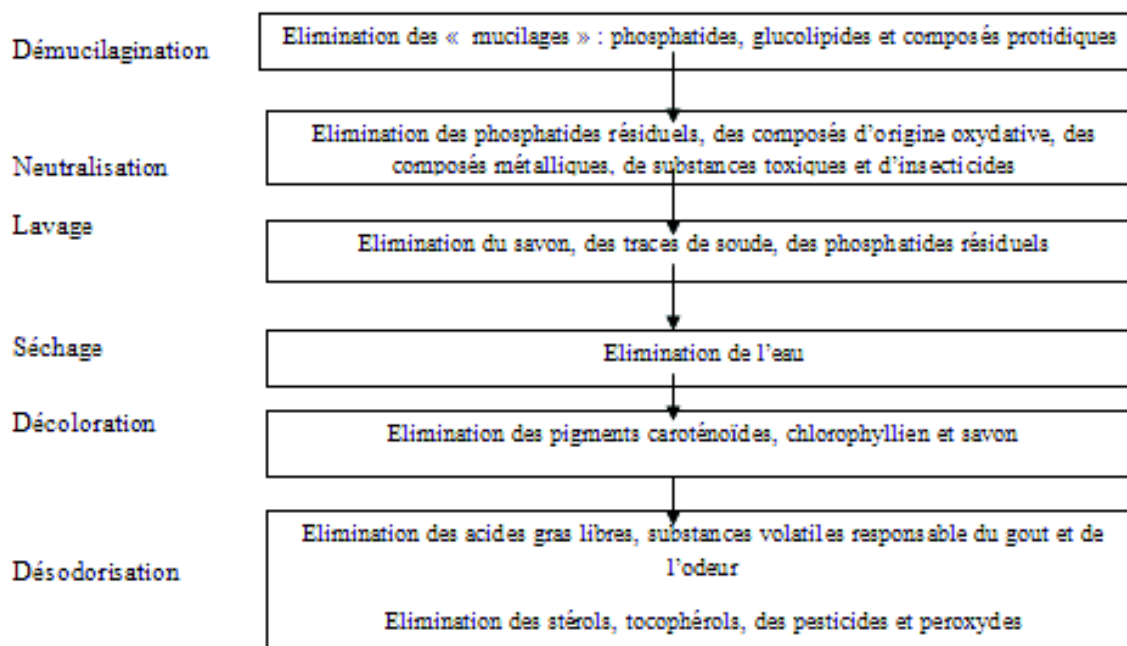 Démucilagination
Elimination des « mucilages » : phosphatides, glucolipides et composés protidiques
Neutralisation
Elimination des phosphatides résiduels, des composés d'origine oxydative, des
composés métalliques, de substances toxiques et d'insecticides
Lavage
Elimination du savon, des traces de soude, des phosphatides résiduels
Séchage
Elimination de l'eau
Décoloration
Elimination des pigments caroténoïdes, chlorophyllien et savon
Désodorisation
Elimination des acides gras libres, substances volatiles responsable du gout et de
l'odeur
Elimination des stérols, tocophérols, des pesticides et peroxydes